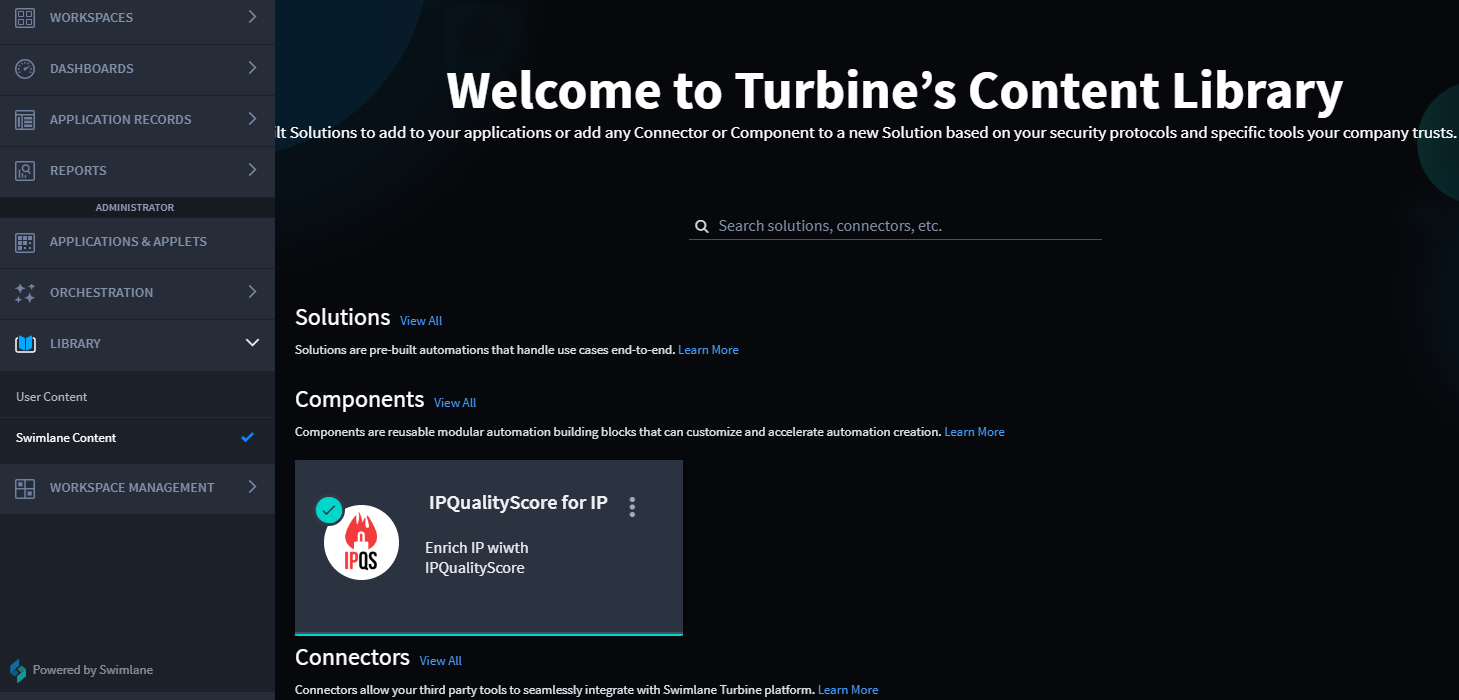 WORKSPACES
DASHBOARDS
APPLICATION RECORDS
REPORTS
ADMINISTRATOR
APPLICATIONS & APPLETS
ORCHESTRATION
LIBRARY
User Content
Swimlane Content
WORKSPACE MANAGEMENT
Powered by Swimlane
Welcome to Turbine’s Content Library
Solutions to add to your applications or add any Connector or Component to a new Solution based on your security protocols and specific tools your company trusts.
Search solutions, connectors, etc.
Solutions View All
Solutions are pre-built automations that handle use cases end-to-end. Learn More
Components View All
Components are reusable modular automation building blocks that can customize and accelerate automation creation. Learn More
IPQualityScore for IP
IPQS
Enrich IP wiwth
IPQualityScore
Connectors View All
Connectors allow your third party tools to seamlessly integrate with Swimlane Turbine platform. Learn More